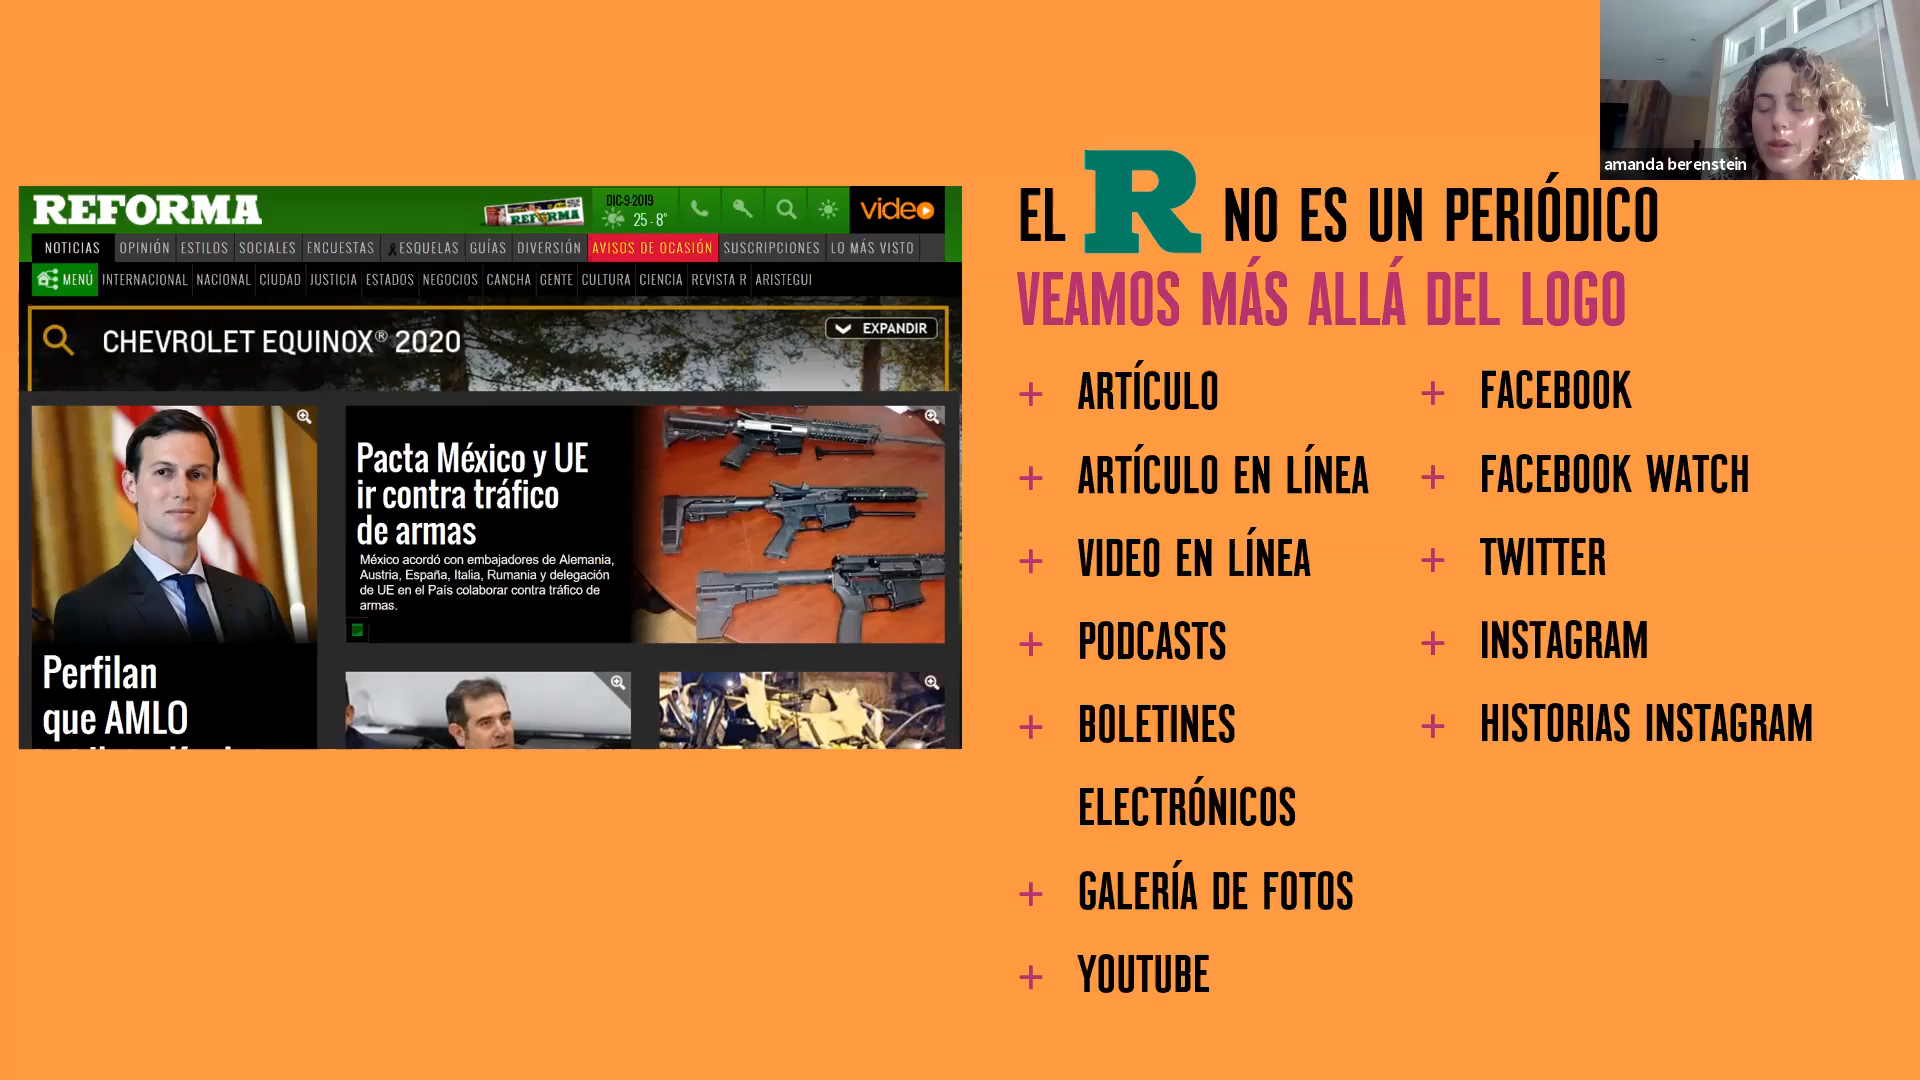 amanda berenstein
REFORMA
REFORMA
DIC-9-2019
25 - 8°
video
NOTICIAS OPINIÓN ESTILOS SOCIALES ENCUESTAS ESQUELAS GUÍAS DIVERSIÓN AVISOS DE OCASIÓN SUSCRIPCIONES LO MÁS VISTO
MENÚ INTERNACIONAL NACIONAL CIUDAD JUSTICIA ESTADOS NEGOCIOS CANCHA GENTE CULTURA CIENCIA REVISTA R ARISTEGUI
CHEVROLET EQUINOX® 2020
EXPANDIR
Pacta México y UE
ir contra tráfico
de armas
México acordó con embajadores de Alemania,
Austria, España, Italia, Rumania y delegación
de UE en el País colaborar contra tráfico de
armas.
Perfilan
que AMLO
EL R NO ES UN PERIÓDICO
VEAMOS MÁS ALLÁ DEL LOGO
+ ARTÍCULO
+ ARTÍCULO EN LÍNEA
+ VIDEO EN LÍNEA
+ PODCASTS
+ BOLETINES
ELECTRÓNICOS
+ GALERÍA DE FOTOS
+ YOUTUBE
+ FACEBOOK
+ FACEBOOK WATCH
+ TWITTER
+ INSTAGRAM
+ HISTORIAS INSTAGRAM